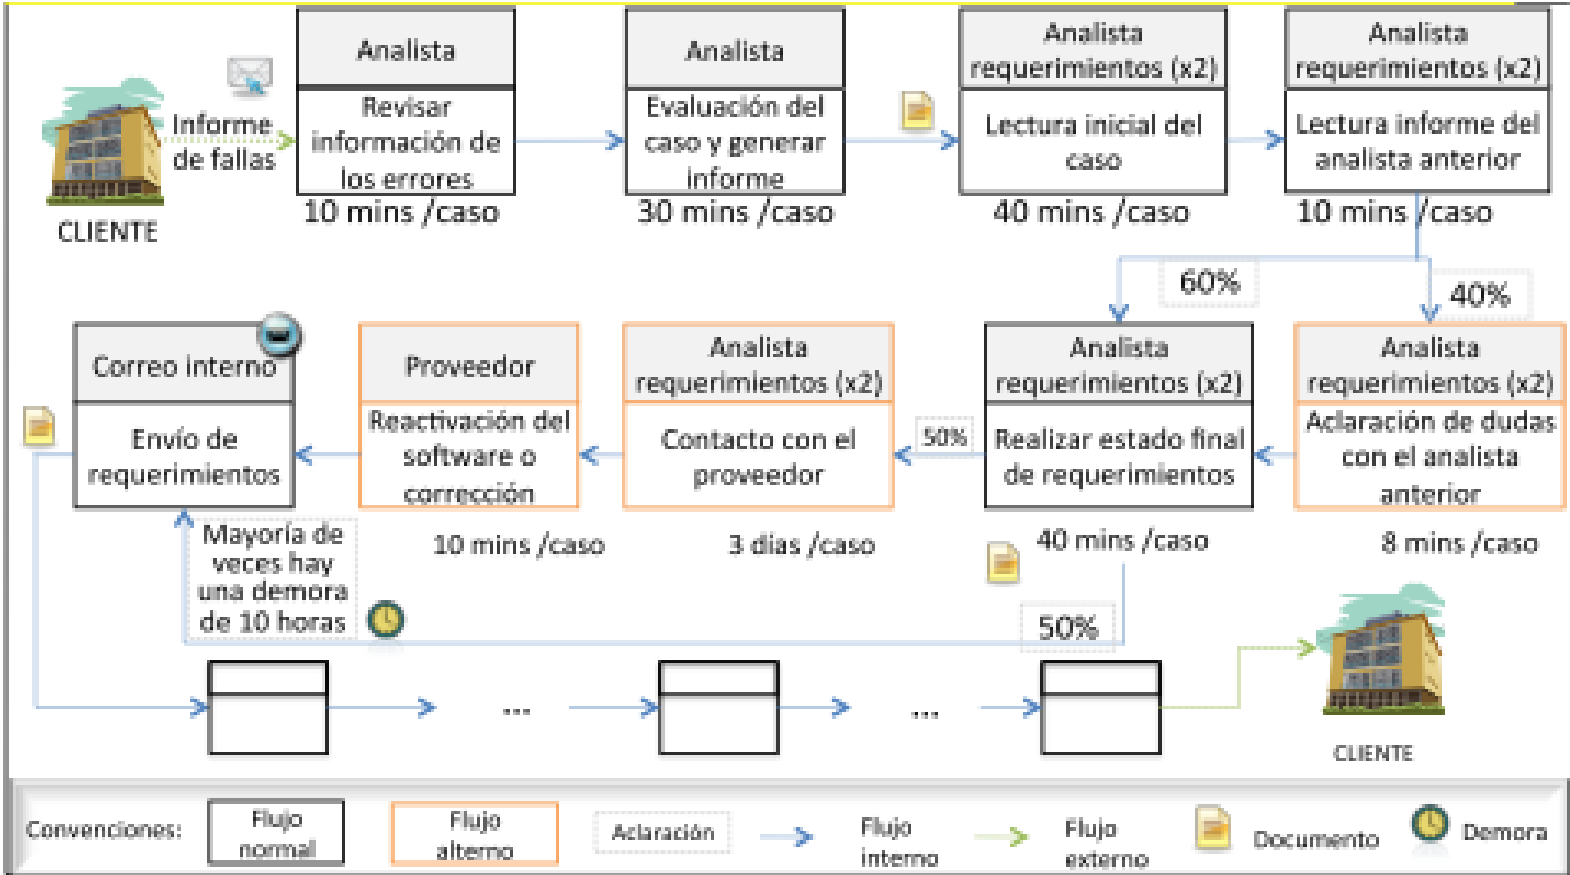 Analista
Revisar
información de
los errores
10 mins /caso
Analista
Evaluación del
caso y generar
informe
30 mins /caso
Analista
requerimientos (x2)
Lectura inicial del
caso
40 mins /caso
Analista
requerimientos (x2)
Lectura informe del
analista anterior
10 mins /caso
Informe
de fallas
CLIENTE
60%
40%
Correo interno
Envío de
requerimientos
Proveedor
Reactivación del
software o
corrección
10 mins /caso
Analista
requerimientos (x2)
Contacto con el
proveedor
3 días /caso
50%
Analista
requerimientos (x2)
Realizar estado final
de requerimientos
40 mins /caso
Analista
requerimientos (x2)
Aclaración de dudas
con el analista
anterior
8 mins /caso
Mayoría de
veces hay
una demora
de 10 horas
50%
...
...
CLIENTE
Convenciones:
Flujo
normal
Flujo
alterno
Aclaración
Flujo
interno
Flujo
externo
Documento
Demora